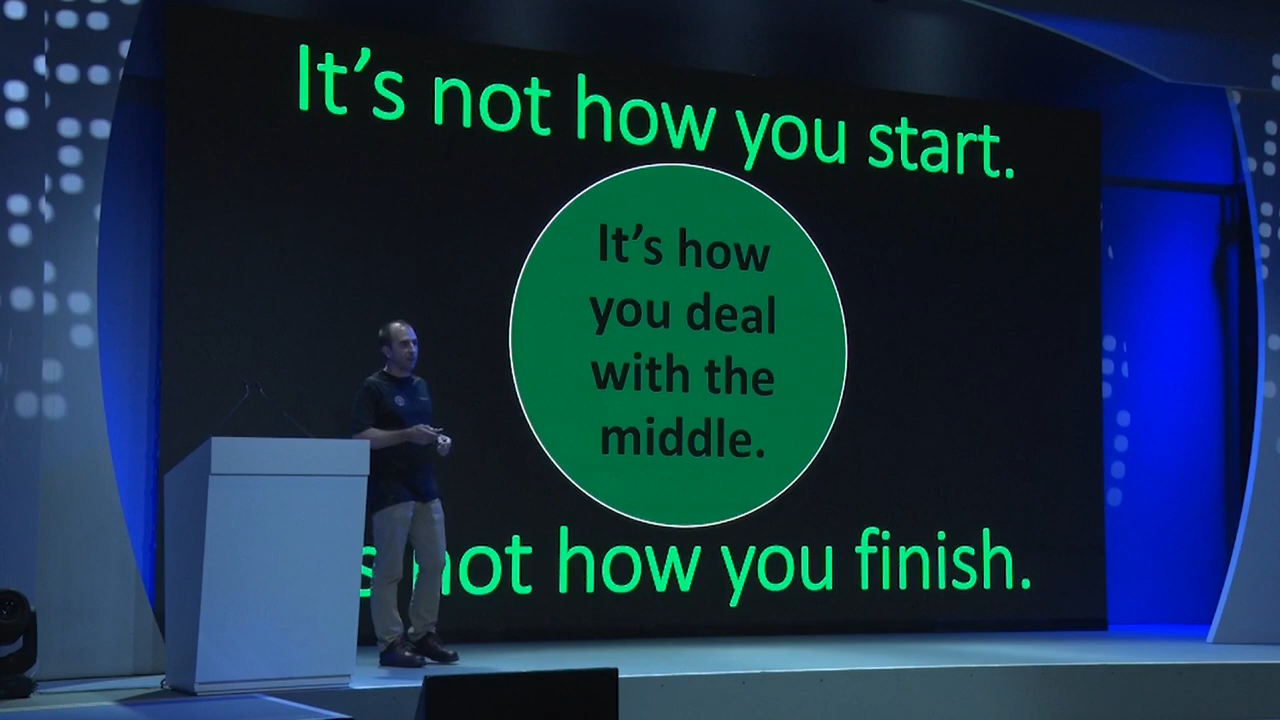 It's not how you start.
It's how
you deal
with the
middle.
not how you finish.